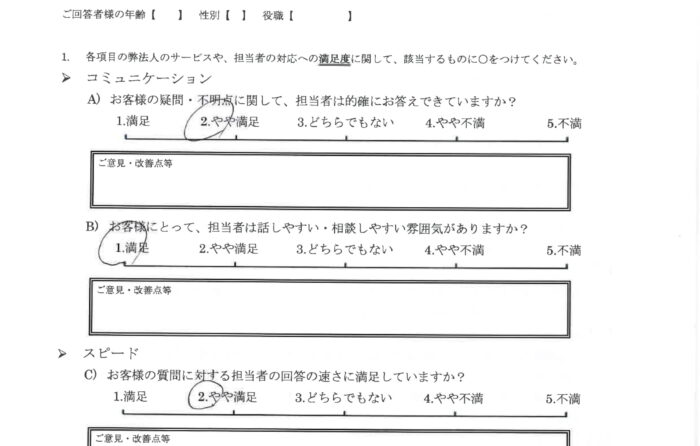 ご回答者様の年齢【　】　性別【　】　役職【　　　】
1.　各項目の弊法人のサービスや、担当者の対応への満足度に関して、該当するものに〇をつけてください。
➤　コミュニケーション
A)　お客様の疑問・不明点に関して、担当者は的確にお答えできていますか？
1.満足　2.やや満足　3.どちらでもない　4.やや不満　5.不満
ご意見・改善点等
B)　お客様にとって、担当者は話しやすい・相談しやすい雰囲気がありますか？
1.満足　2.やや満足　3.どちらでもない　4.やや不満　5.不満
ご意見・改善点等
➤　スピード
C)　お客様の質問に対する担当者の回答の速さに満足していますか？
1.満足　2.やや満足　3.どちらでもない　4.やや不満　5.不満
ご意見・改善点等